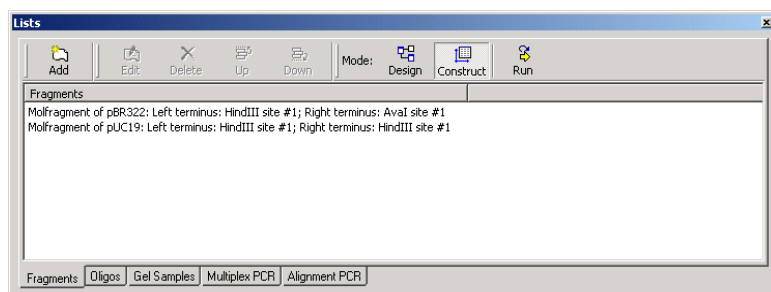 Lists
Add Edit Delete Up Down Mode: Design Construct Run
Fragments
Molfragment of pBR322: Left terminus: HindIII site #1; Right terminus: AvaI site #1
Molfragment of pUC19: Left terminus: HindIII site #1; Right terminus: HindIII site #1
Fragments Oligos Gel Samples Multiplex PCR Alignment PCR